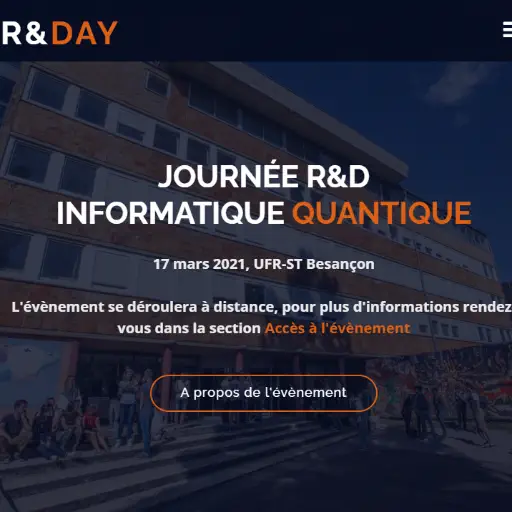 R&DAY
JOURNÉE R&D
INFORMATIQUE QUANTIQUE
17 mars 2021, UFR-ST Besançon
L'évènement se déroulera à distance, pour plus d'informations rendez
vous dans la section Accès à l'évènement
A propos de l'évènement